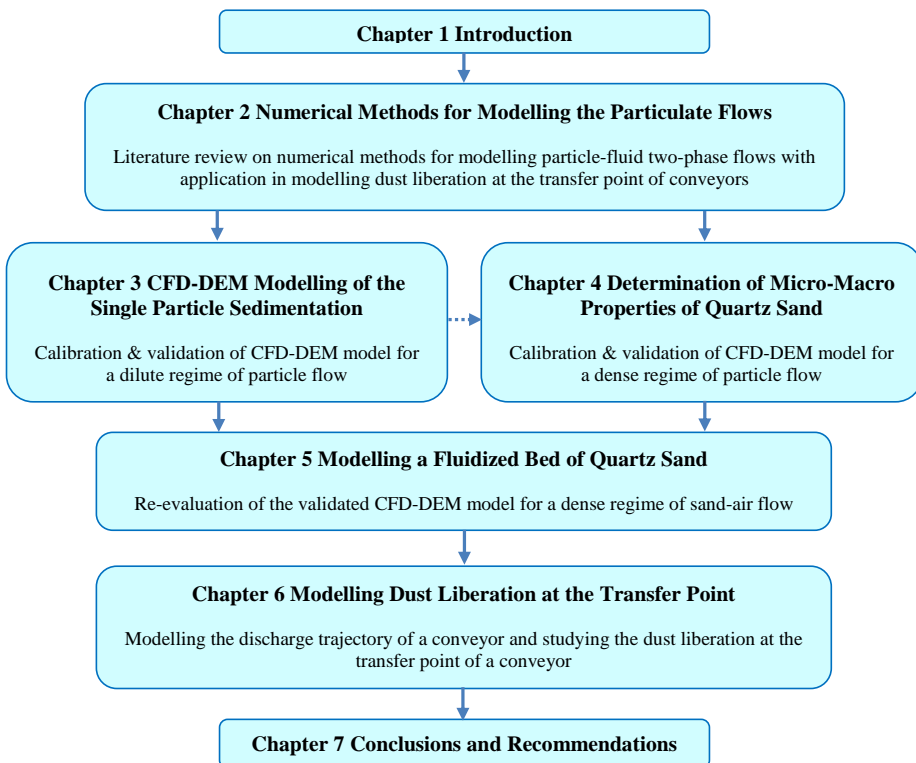 Chapter 1 Introduction
Chapter 2 Numerical Methods for Modelling the Particulate Flows
Literature review on numerical methods for modelling particle-fluid two-phase flows with
application in modelling dust liberation at the transfer point of conveyors
Chapter 3 CFD-DEM Modelling of the
Single Particle Sedimentation
Calibration & validation of CFD-DEM model for
a dilute regime of particle flow
Chapter 4 Determination of Micro-Macro
Properties of Quartz Sand
Calibration & validation of CFD-DEM model for
a dense regime of particle flow
Chapter 5 Modelling a Fluidized Bed of Quartz Sand
Re-evaluation of the validated CFD-DEM model for a dense regime of sand-air flow
Chapter 6 Modelling Dust Liberation at the Transfer Point
Modelling the discharge trajectory of a conveyor and studying the dust liberation at the
transfer point of a conveyor
Chapter 7 Conclusions and Recommendations